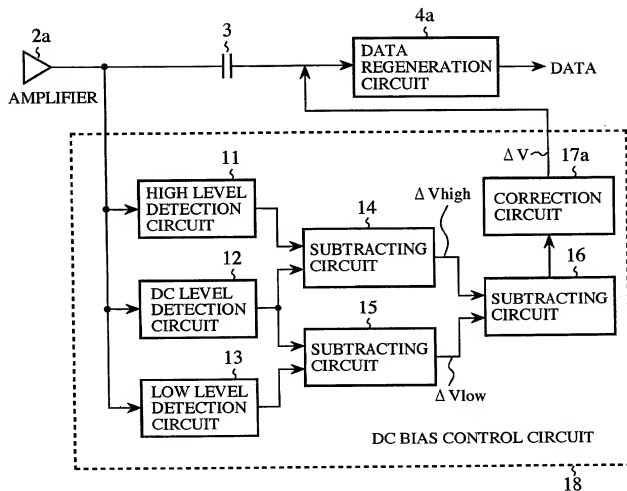 2a
3
4a
AMPLIFIER
DATA
REGENERATION
CIRCUIT
DATA
ΔV
17a
11
HIGH LEVEL
DETECTION
CIRCUIT
14
SUBTRACTING
CIRCUIT
ΔVhigh
CORRECTION
CIRCUIT
12
DC LEVEL
DETECTION
CIRCUIT
16
SUBTRACTING
CIRCUIT
15
SUBTRACTING
CIRCUIT
13
LOW LEVEL
DETECTION
CIRCUIT
ΔVlow
DC BIAS CONTROL CIRCUIT
18